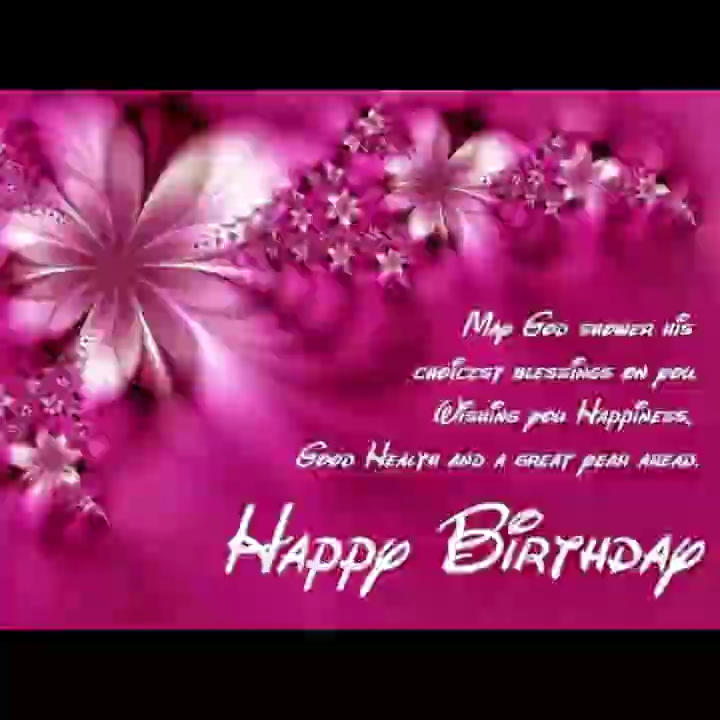 May God shower his
choicest blessings on you
Wishing you Happiness,
Good Health and a great year ahead.
Happy Birthday